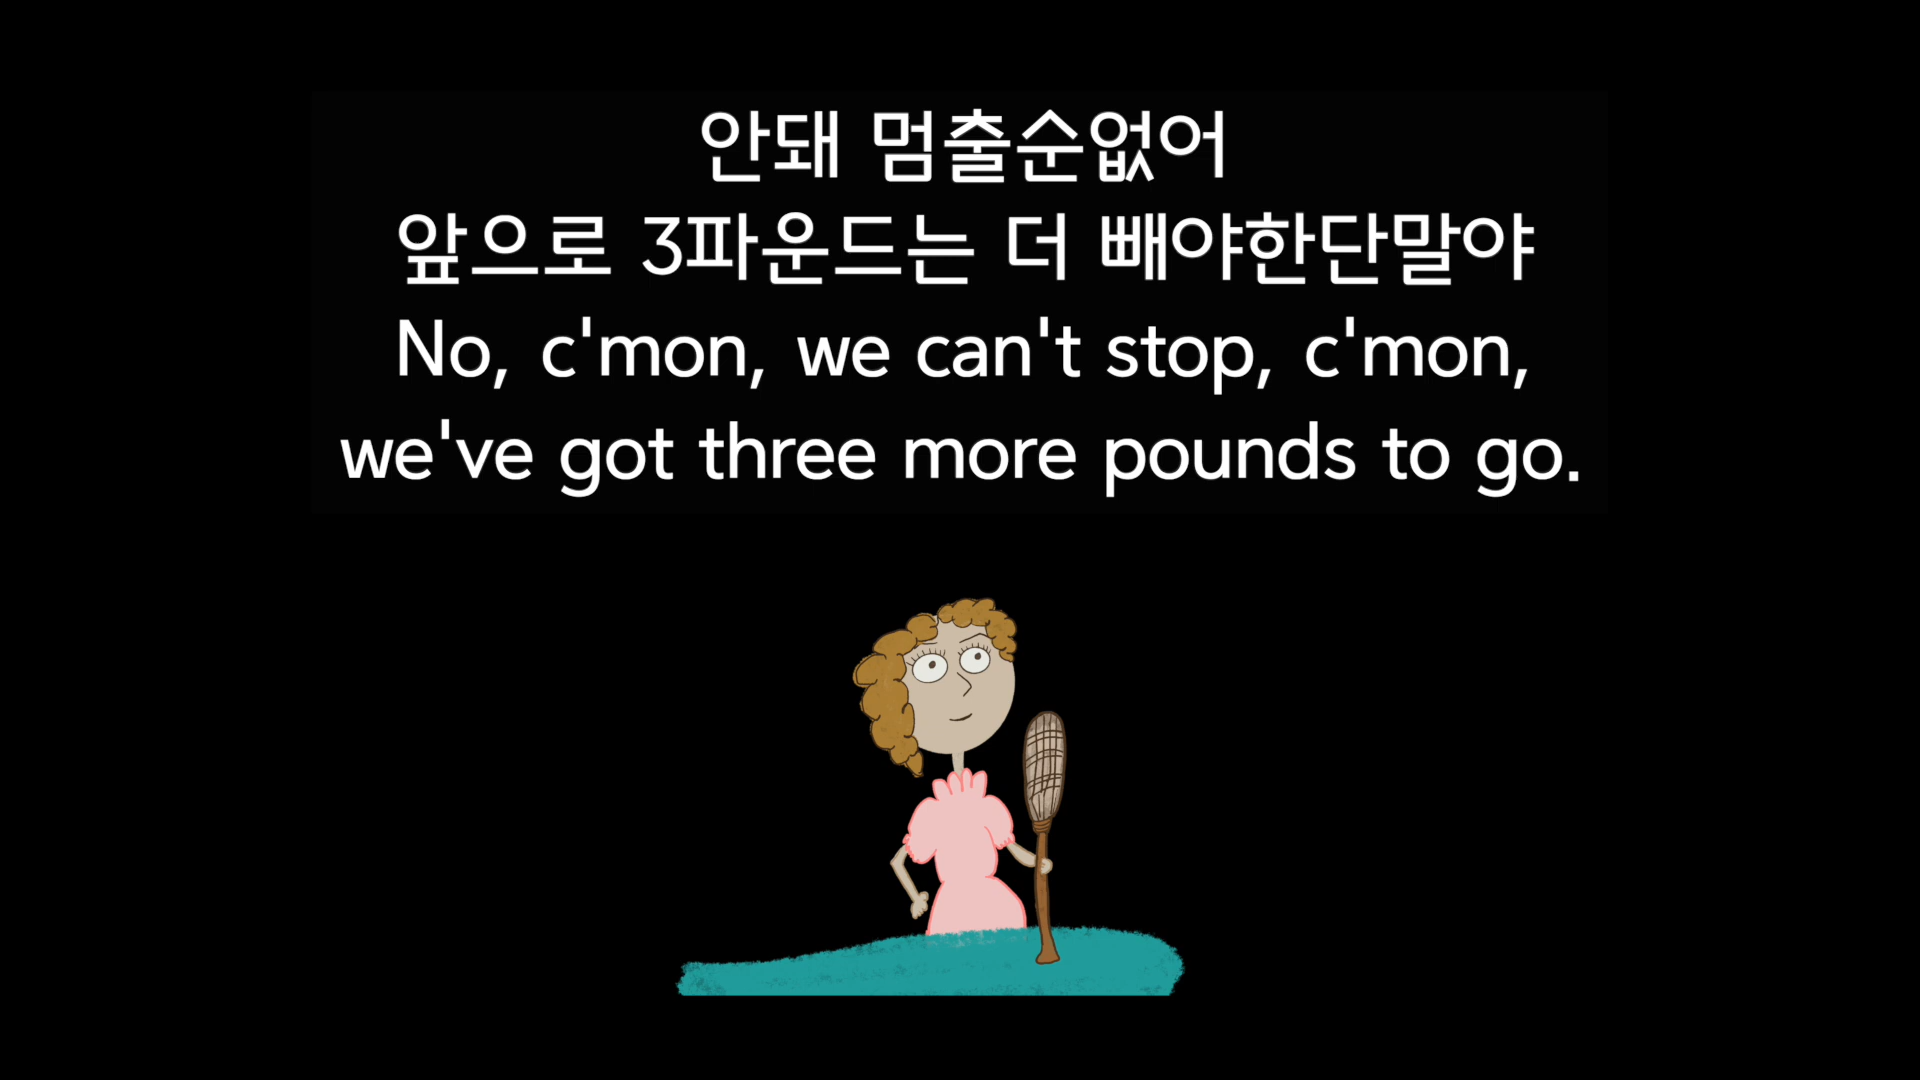 안돼 멈출순없어
앞으로 3파운드는 더 빼야한단말야
No, c'mon, we can't stop, c'mon,
we've got three more pounds to go.